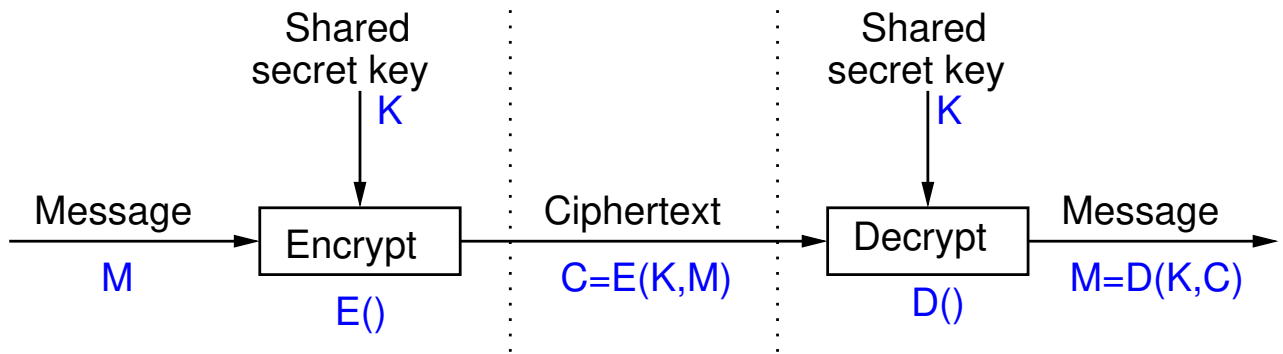 Shared
secret key
K
Shared
secret key
K
Message
M
Encrypt
E()
Ciphertext
C=E(K,M)
Decrypt
D()
Message
M=D(K,C)